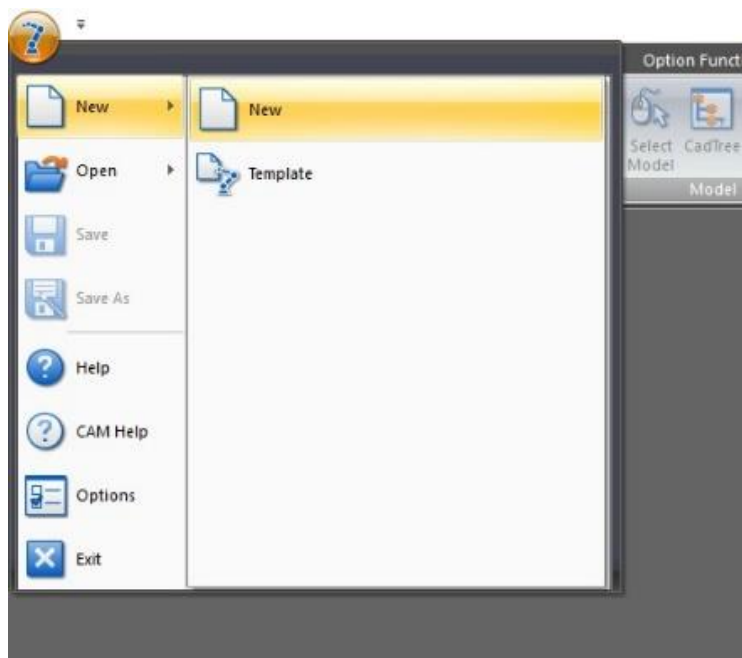 New
New
Open
Template
Save
Save As
Help
CAM Help
Options
Exit
Option Funct
Select
Model
CadTree
Model